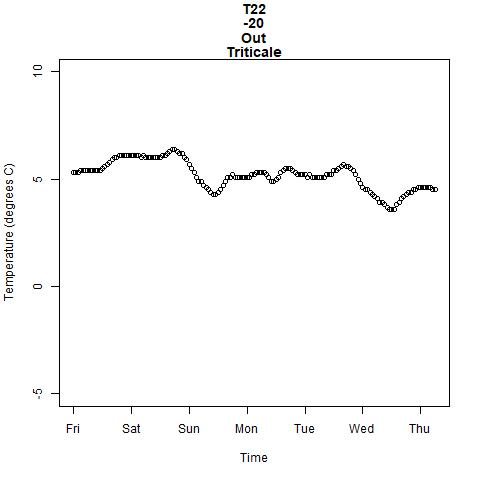 T22
-20
Out
Triticale
Temperature (degrees C)
10
5
0
-5
Fri Sat Sun Mon Tue Wed Thu
Time